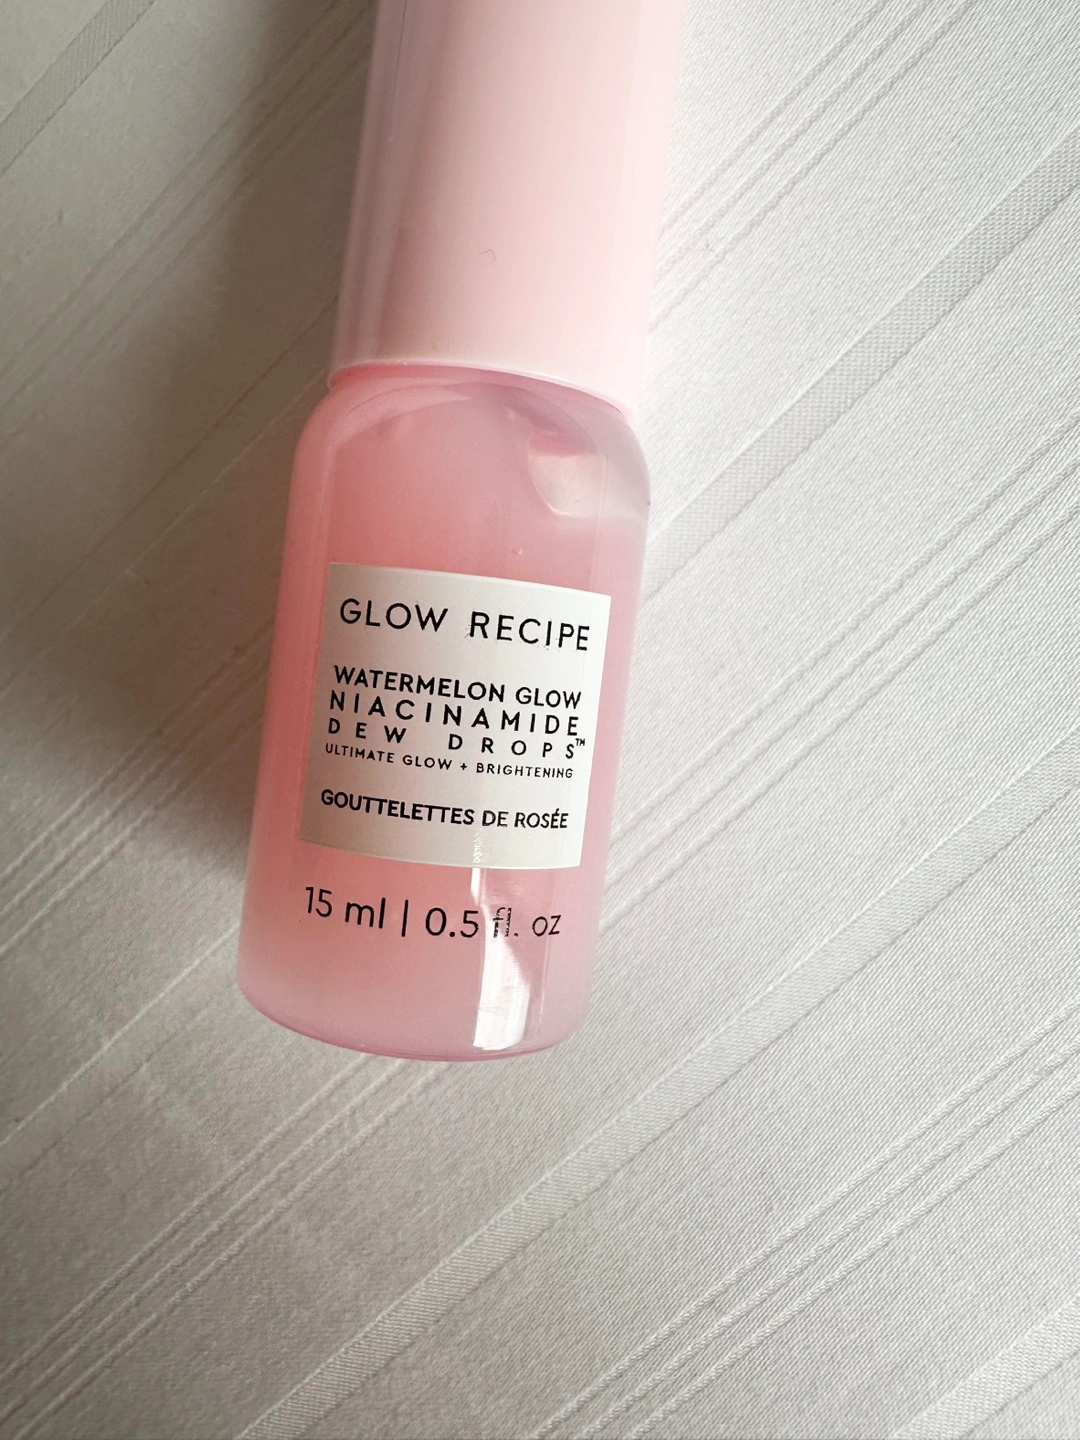 GLOW RECIPE
WATERMELON GLOW
NIACINAMIDE
DEW DROPS™
ULTIMATE GLOW + BRIGHTENING
GOUTTELETTES DE ROSÉE
15 ml | 0.5 fl. oz